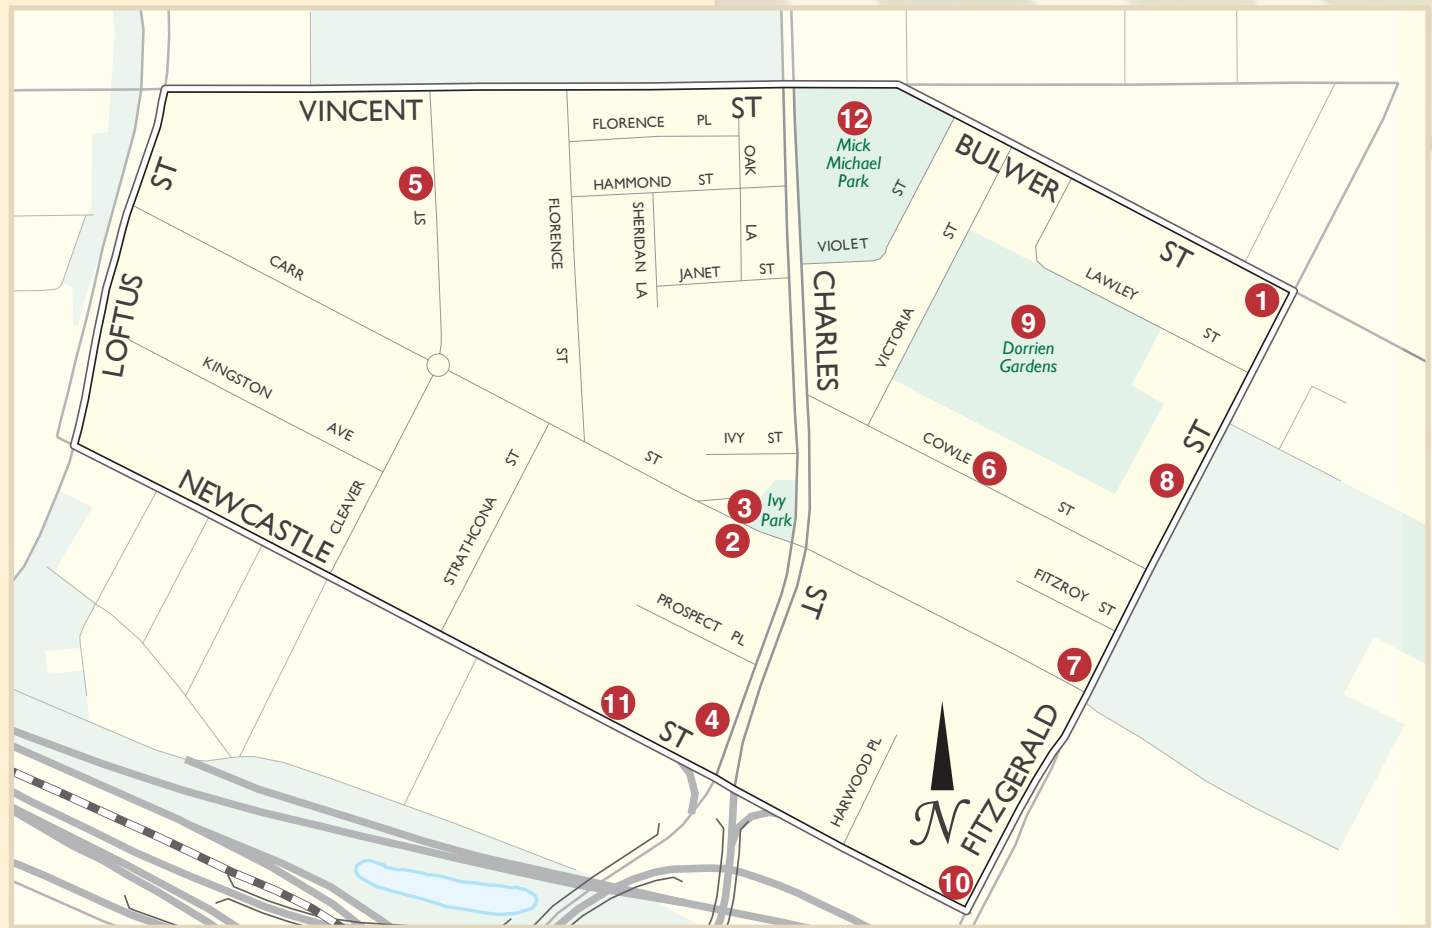 VINCENT
ST
FLORENCE PL
12
Mick
Michael
Park
BULWER
ST
ST
5
ST
HAMMOND ST
OAK
LA
ST
SHERIDAN LA
FLORENCE
ST
JANET ST
VIOLET
ST
VICTORIA
CARR
ST
LOFTUS
CHARLES
ST
LAWLEY
ST
1
9
Dorrien
Gardens
KINGSTON
AVE
IVY ST
COWLE
ST
6
8
ST
NEWCASTLE
ST
CLEAVER
STRATHCONA
ST
3
Ivy
Park
2
PROSPECT PL
FITZROY ST
7
11
4
HARWOOD PL
N
FITZGERALD
10